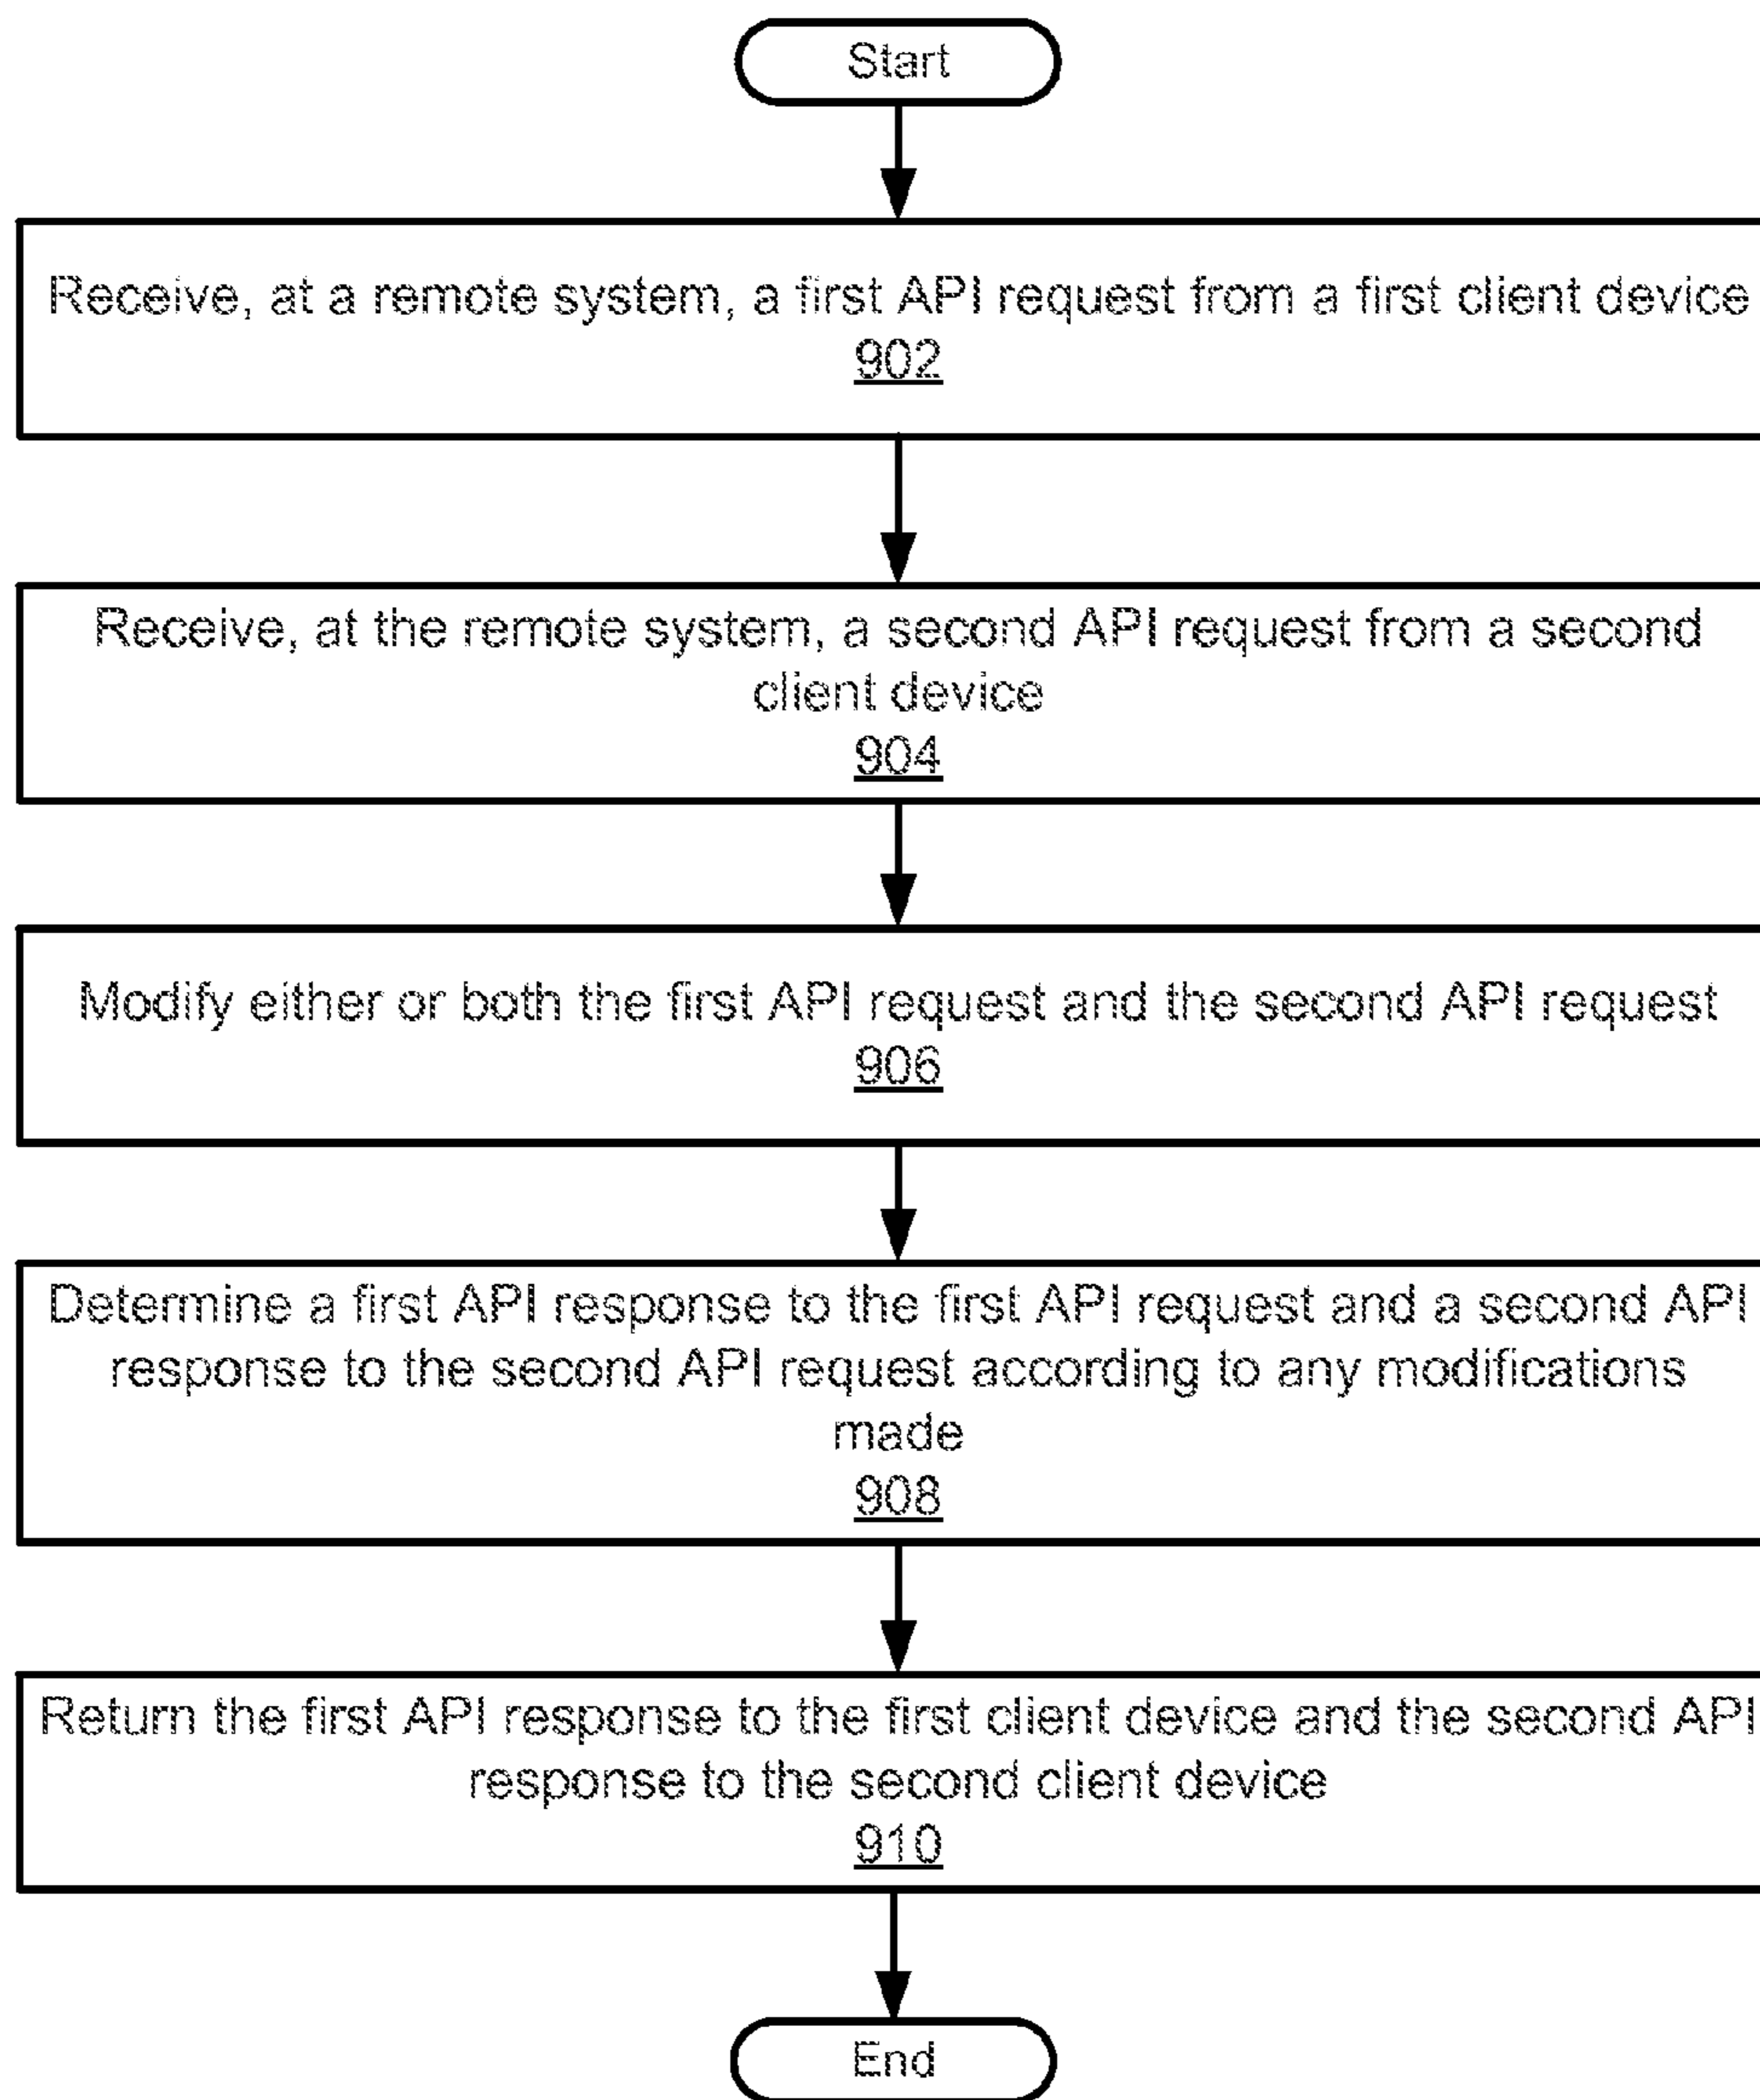 Start
Receive, at a remote system, a first API request from a first client device
902
Receive, at the remote system, a second API request from a second
client device
904
Modify either or both the first API request and the second API request
906
Determine a first API response to the first API request and a second API
response to the second API request according to any modifications
made
908
Return the first API response to the first client device and the second API
response to the second client device
910
End